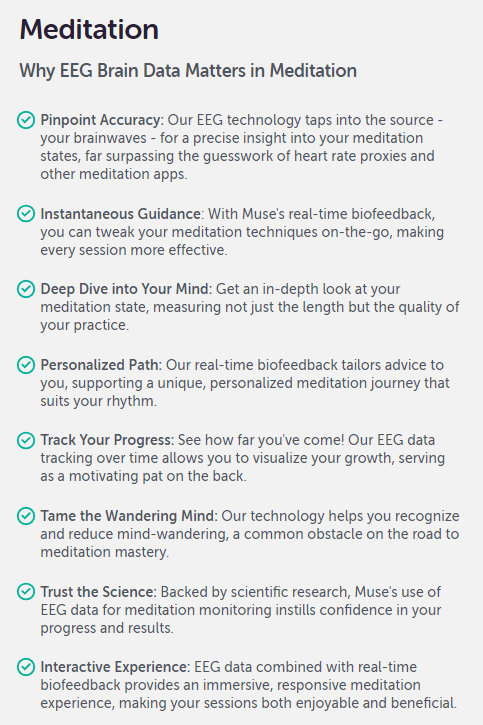 Meditation
Why EEG Brain Data Matters in Meditation
Pinpoint Accuracy: Our EEG technology taps into the source -
your brainwaves - for a precise insight into your meditation
states, far surpassing the guesswork of heart rate proxies and
other meditation apps.
Instantaneous Guidance: With Muse's real-time biofeedback,
you can tweak your meditation techniques on-the-go, making
every session more effective.
Deep Dive into Your Mind: Get an in-depth look at your
meditation state, measuring not just the length but the quality of
your practice.
Personalized Path: Our real-time biofeedback tailors advice to
you, supporting a unique, personalized meditation journey that
suits your rhythm.
Track Your Progress: See how far you've come! Our EEG data
tracking over time allows you to visualize your growth, serving
as a motivating pat on the back.
Tame the Wandering Mind: Our technology helps you recognize
and reduce mind-wandering, a common obstacle on the road to
meditation mastery.
Trust the Science: Backed by scientific research, Muse's use of
EEG data for meditation monitoring instills confidence in your
progress and results.
Interactive Experience: EEG data combined with real-time
biofeedback provides an immersive, responsive meditation
experience, making your sessions both enjoyable and beneficial.